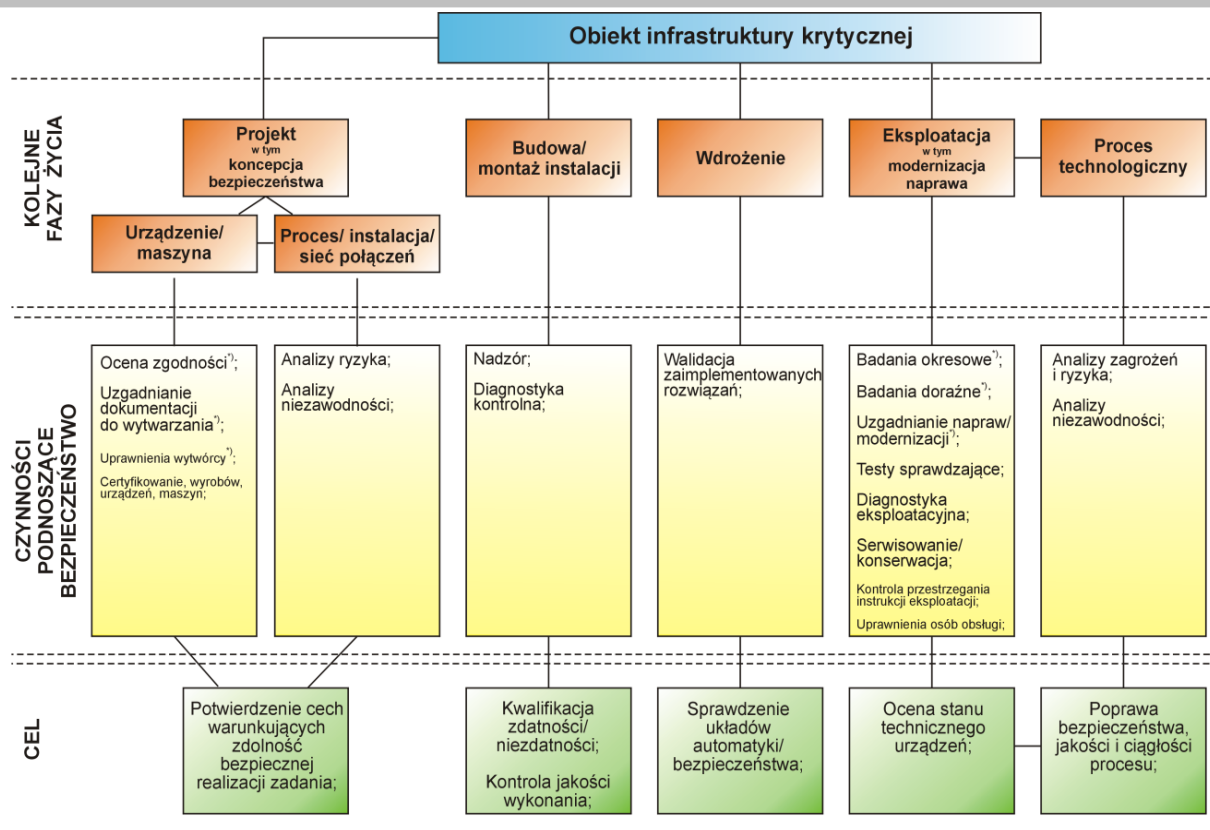 Obiekt infrastruktury krytycznej
KOLEJNE
FAZY ŻYCIA
Projekt
w tym
koncepcja
bezpieczeństwa
Budowa/
montaż instalacji
Wdrożenie
Eksploatacja
w tym
modernizacja
naprawa
Proces
technologiczny
Urządzenie/
maszyna
Proces/ instalacja/
sieć połączeń
CZYNNOŚCI
PODNOSZĄCE
BEZPIECZEŃSTWO
Ocena zgodności*);
Uzgadnianie
dokumentacji
do wytwarzania*);
Uprawnienia wytwórcy*);
Certyfikowanie, wyrobów,
urządzeń, maszyn;
Analizy ryzyka;
Analizy
niezawodności;
Nadzór;
Diagnostyka
kontrolna;
Walidacja
zaimplementowanych
rozwiązań;
Badania okresowe*);
Badania doraźne*);
Uzgadnianie napraw/
modernizacji*);
Testy sprawdzające;
Diagnostyka
eksploatacyjna;
Serwisowanie/
konserwacja;
Kontrola przestrzegania
instrukcji eksploatacji;
Uprawnienia osób obsługi;
Analizy zagrożeń
i ryzyka;
Analizy
niezawodności;
CEL
Potwierdzenie cech
warunkujących
zdolność
bezpiecznej
realizacji zadania;
Kwalifikacja
zdatności/
niezdatności;
Kontrola jakości
wykonania;
Sprawdzenie
układów
automatyki/
bezpieczeństwa;
Ocena stanu
technicznego
urządzeń;
Poprawa
bezpieczeństwa,
jakości i ciągłości
procesu;